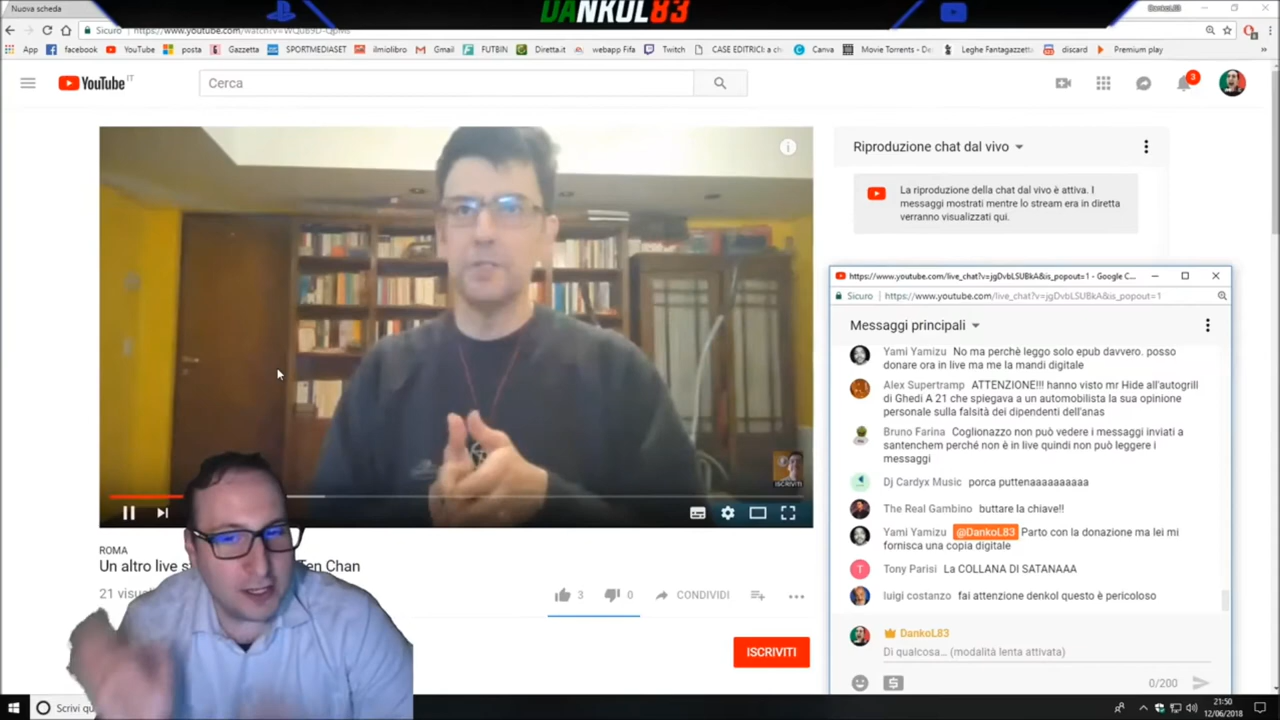 Nuova scheda
DANKOL83
DankoL83
Sicuro https://www.youtube.com/watch?v=
App facebook YouTube posta Gazzetta SPORTMEDIASET ilmiolibro Gmail FUTBIN Diretta.it webapp Fifa Twitch CASE EDITRICI: a c Canva Movie Torrents - De Leghe Fantagazzetta discard Premium play »
YouTube IT
Cerca
3
Riproduzione chat dal vivo
La riproduzione della chat dal vivo è attiva. I
messaggi mostrati mentre lo stream era in diretta
verranno visualizzati qui.
https://www.youtube.com/live_chat?v=jgDvbLSUBkA&is_popout=1 - Google C...
Sicuro https://www.youtube.com/live_chat?v=jgDvbLSUBkA&is_popout=1
Messaggi principali
Yami Yamizu No ma perchè leggo solo epub davvero. posso
donare ora in live ma me la mandi digitale
Alex Supertramp ATTENZIONE!!! hanno visto mr Hide all'autogrill
di Ghedi A 21 che spiegava a un automobilista la sua opinione
personale sulla falsità dei dipendenti dell'anas
Bruno Farina Coglionazzo non può vedere i messaggi inviati a
santenchem perché non è in live quindi non può leggere i
messaggi
Dj Cardyx Music porca puttenaaaaaaaaaa
The Real Gambino buttare la chiave!!
Yami Yamizu @DankoL83 Parto con la donazione ma lei mi
fornisca una copia digitale
Tony Parisi La COLLANA DI SATANAAA
luigi costanzo fai attenzione denkol questo è pericoloso
DankoL83
Di qualcosa... (modalità lenta attivata)
0/200
ISCRIVITI
ROMA
Un altro live s Ten Chan
21 visu
3 0 CONDIVIDI
ISCRIVITI
Scrivi qu
21:50
12/06/2018